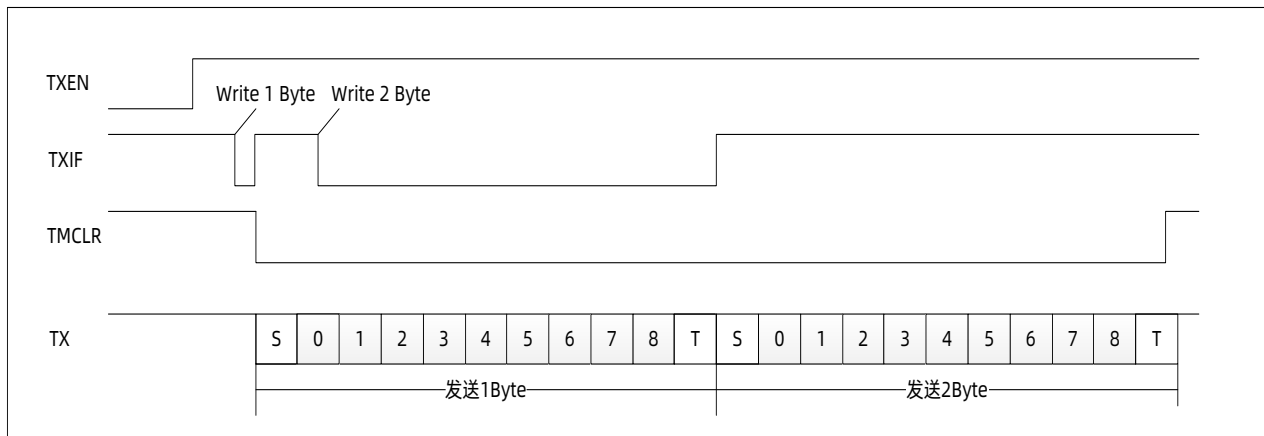 TXEN
Write 1 Byte Write 2 Byte
TXIF
TMCLR
TX S 0 1 2 3 4 5 6 7 8 T S 0 1 2 3 4 5 6 7 8 T
发送1Byte 发送2Byte